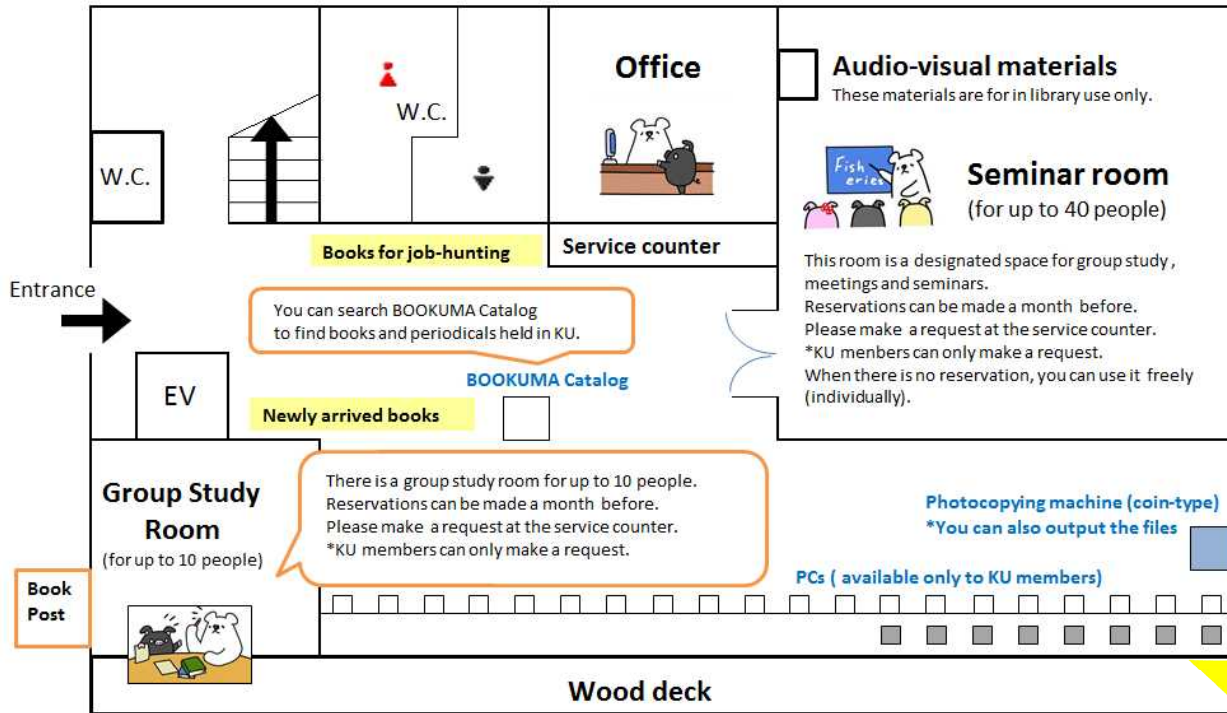 Office
Audio-visual materials
These materials are for in library use only.
W.C.
W.C.
Fish
eries
Seminar room
(for up to 40 people)
Books for job-hunting
Service counter
This room is a designated space for group study ,
meetings and seminars.
Reservations can be made a month before.
Please make a request at the service counter.
*KU menbers can only make a request.
When there is no reservation, you can use it freely
(individually).
Entrance
You can search BOOKUMA Catalog
to find books and periodicals held in KU.
BOOKUMA Catalog
EV
Newly arrived books
Group Study
Room
(for up to 10 people)
There is a group study room for up to 10 people.
Reservations can be made a month before.
Please make a request at the service counter.
*KU members can only make a request.
Photocopying machine (coin-type)
*You can also output the files
PCs ( available only to KU members)
Book
Post
Wood deck